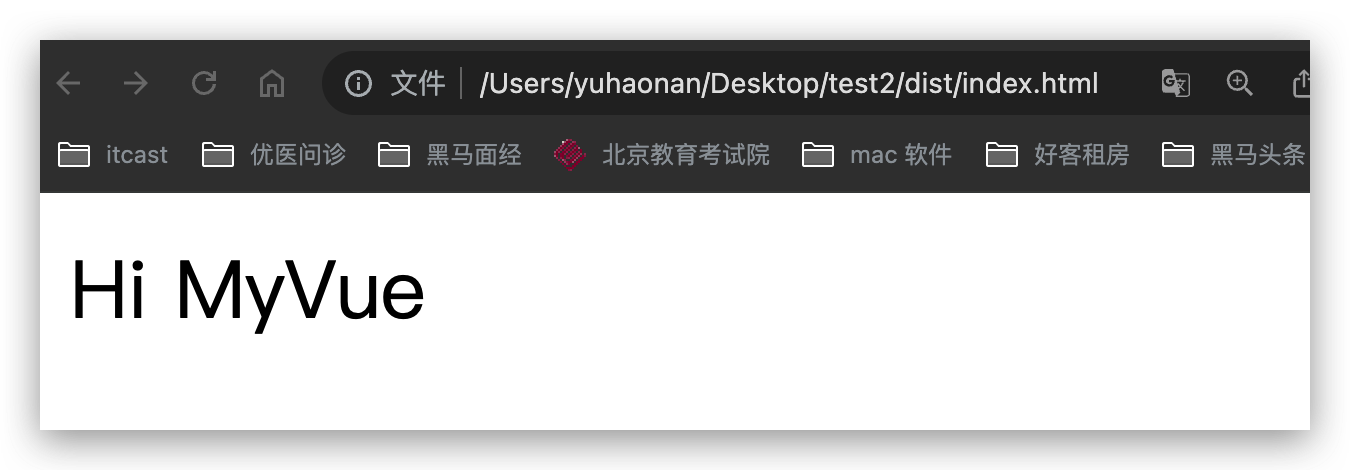 文件 /Users/yuhaonan/Desktop/test2/dist/index.html
itcast 优医问诊 黑马面经 北京教育考试院 mac 软件 好客租房 黑马头条
Hi MyVue